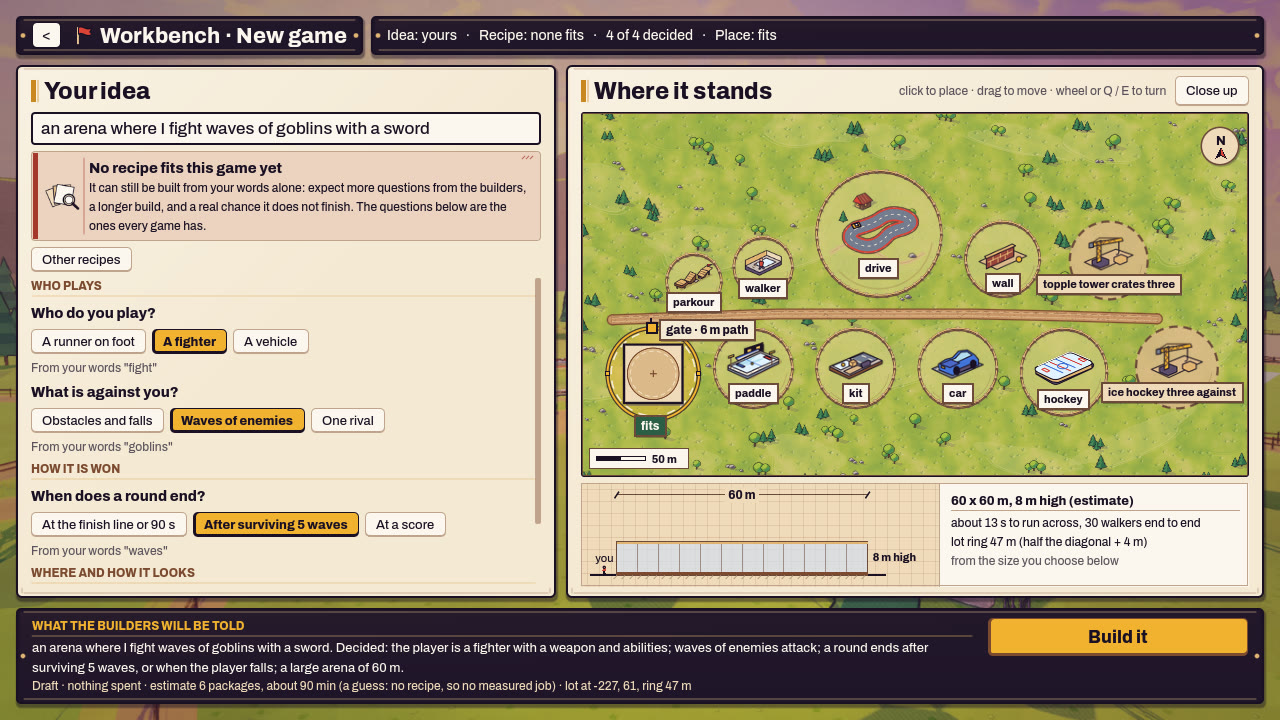 < Workbench · New game
Idea: yours · Recipe: none fits · 4 of 4 decided · Place: fits
Your idea
an arena where I fight waves of goblins with a sword
No recipe fits this game yet
It can still be built from your words alone: expect more questions from the builders,
a longer build, and a real chance it does not finish. The questions below are the
ones every game has.
Other recipes
WHO PLAYS
Who do you play?
A runner on foot A fighter A vehicle
From your words "fight"
What is against you?
Obstacles and falls Waves of enemies One rival
From your words "goblins"
HOW IT IS WON
When does a round end?
At the finish line or 90 s After surviving 5 waves At a score
From your words "waves"
WHERE AND HOW IT LOOKS
Where it stands
click to place · drag to move · wheel or Q / E to turn
Close up
N
drive
wall
topple tower crates three
walker
parkour
gate · 6 m path
paddle
kit
car
hockey
ice hockey three against
fits
50 m
60 m
you
8 m high
60 x 60 m, 8 m high (estimate)
about 13 s to run across, 30 walkers end to end
lot ring 47 m (half the diagonal + 4 m)
from the size you choose below
WHAT THE BUILDERS WILL BE TOLD
an arena where I fight waves of goblins with a sword. Decided: the player is a fighter with a weapon and abilities; waves of enemies attack; a round ends after
surviving 5 waves, or when the player falls; a large arena of 60 m.
Draft · nothing spent · estimate 6 packages, about 90 min (a guess: no recipe, so no measured job) · lot at -227, 61, ring 47 m
Build it